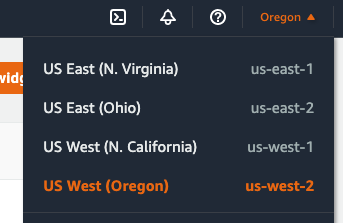 Oregon ▲
US East (N. Virginia) us-east-1
US East (Ohio) us-east-2
US West (N. California) us-west-1
US West (Oregon) us-west-2